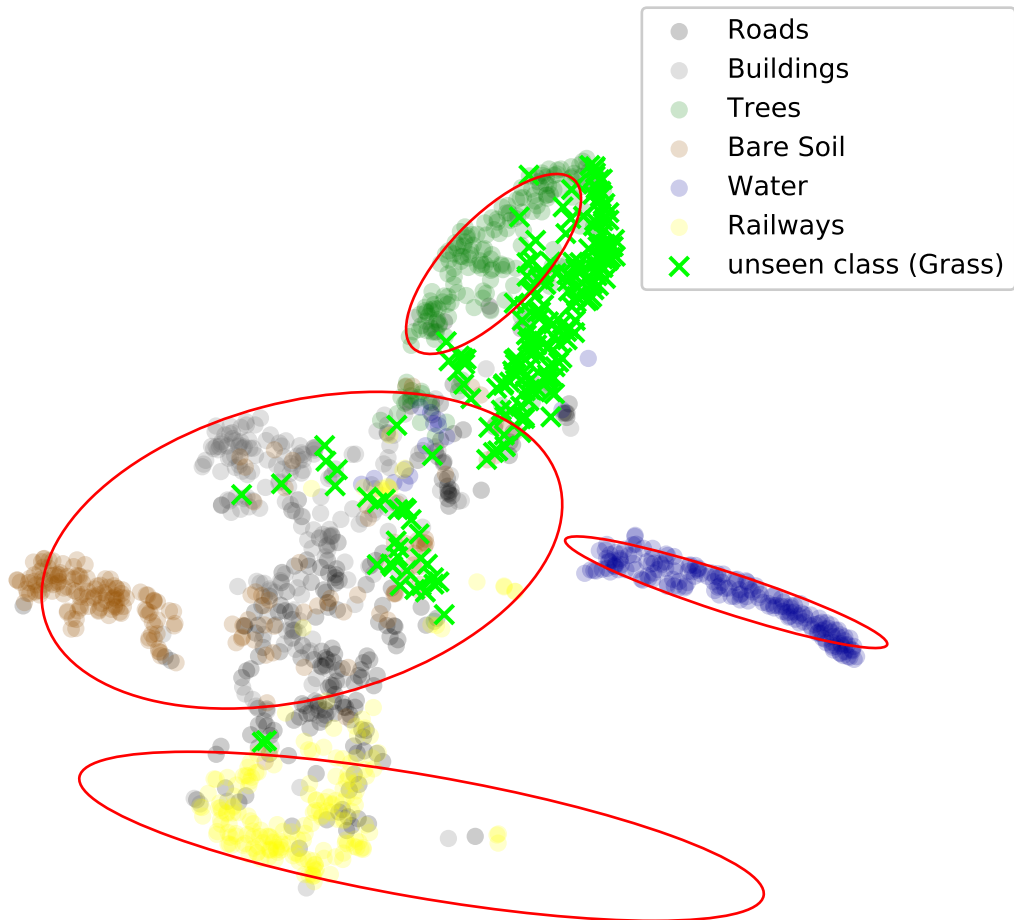 Roads
Buildings
Trees
Bare Soil
Water
Railways
unseen class (Grass)